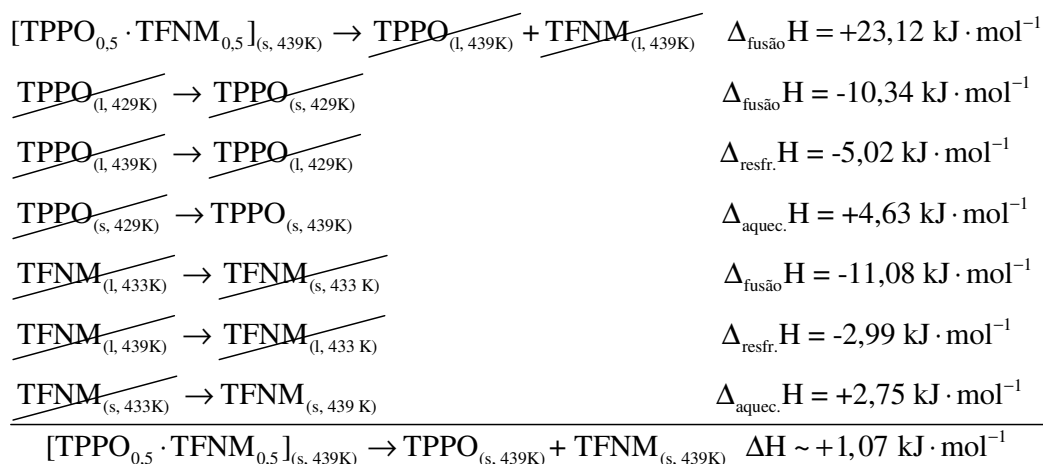 [TPPO0,5 · TFNM0,5](s, 439K) → TPPO(l, 439K) + TFNM(l, 439K) ΔfusãoH = +23,12 kJ · mol−1
TPPO(l, 429K) → TPPO(s, 429K) ΔfusãoH = -10,34 kJ · mol−1
TPPO(l, 439K) → TPPO(l, 429K) Δresfr.H = -5,02 kJ · mol−1
TPPO(s, 429K) → TPPO(s, 439K) Δaquec.H = +4,63 kJ · mol−1
TFNM(l, 433K) → TFNM(s, 433 K) ΔfusãoH = -11,08 kJ · mol−1
TFNM(l, 439K) → TFNM(l, 433 K) Δresfr.H = -2,99 kJ · mol−1
TFNM(s, 433K) → TFNM(s, 439 K) Δaquec.H = +2,75 kJ · mol−1
[TPPO0,5 · TFNM0,5](s, 439K) → TPPO(s, 439K) + TFNM(s, 439K) ΔH ~ +1,07 kJ · mol−1